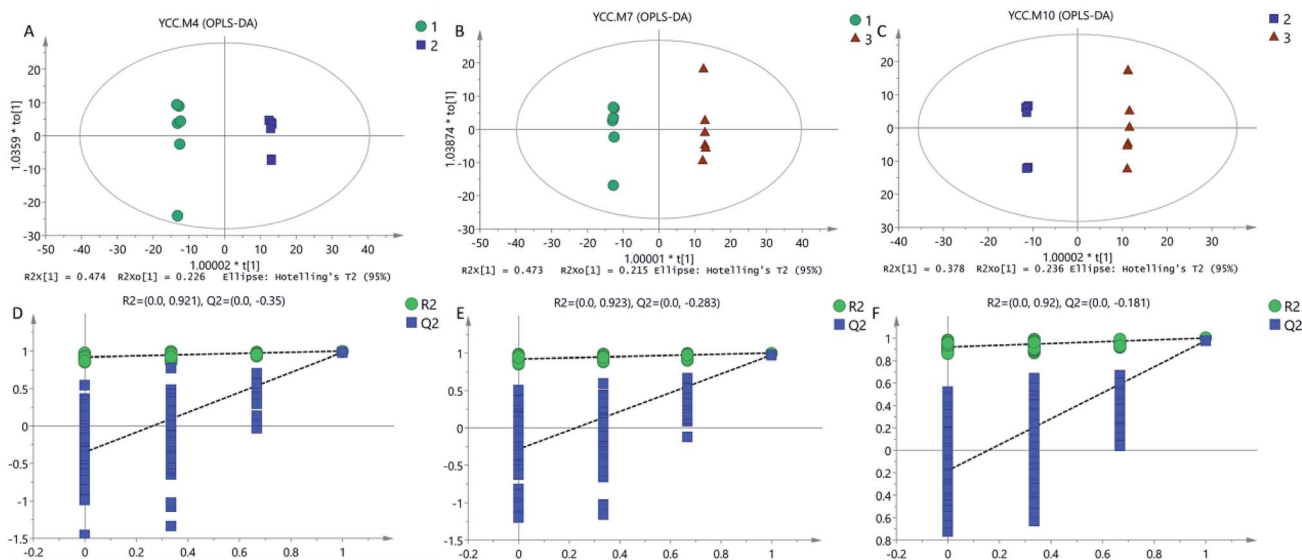 A
YCC.M4 (OPLS-DA)
1
2
20
10
0
-10
-20
-30
1.0359 * to[1]
-50 -40 -30 -20 -10 0 10 20 30 40
1.00002 * t[1]
R2X[1] = 0.474 R2Xo[1] = 0.226 Ellipse: Hotelling's T2 (95%)
B
YCC.M7 (OPLS-DA)
1
3
20
10
0
-10
-20
-30
1.03874 * to[1]
-50 -40 -30 -20 -10 0 10 20 30 40
1.00001 * t[1]
R2X[1] = 0.473 R2Xo[1] = 0.215 Ellipse: Hotelling's T2 (95%)
C
YCC.M10 (OPLS-DA)
2
3
20
10
0
-10
-20
-30
-40 -30 -20 -10 0 10 20 30
1.00002 * t[1]
R2X[1] = 0.378 R2Xo[1] = 0.236 Ellipse: Hotelling's T2 (95%)
D
R2=(0.0, 0.921), Q2=(0.0, -0.35)
R2
Q2
1.5
1
0.5
0
-0.5
-1
-1.5
-0.2 0 0.2 0.4 0.6 0.8 1
E
R2=(0.0, 0.923), Q2=(0.0, -0.283)
R2
Q2
1.5
1
0.5
0
-0.5
-1
-1.5
-0.2 0 0.2 0.4 0.6 0.8 1
F
R2=(0.0, 0.92), Q2=(0.0, -0.181)
R2
Q2
1
0.8
0.6
0.4
0.2
0
0.2
0.4
0.6
0.8
-0.2 0 0.2 0.4 0.6 0.8 1